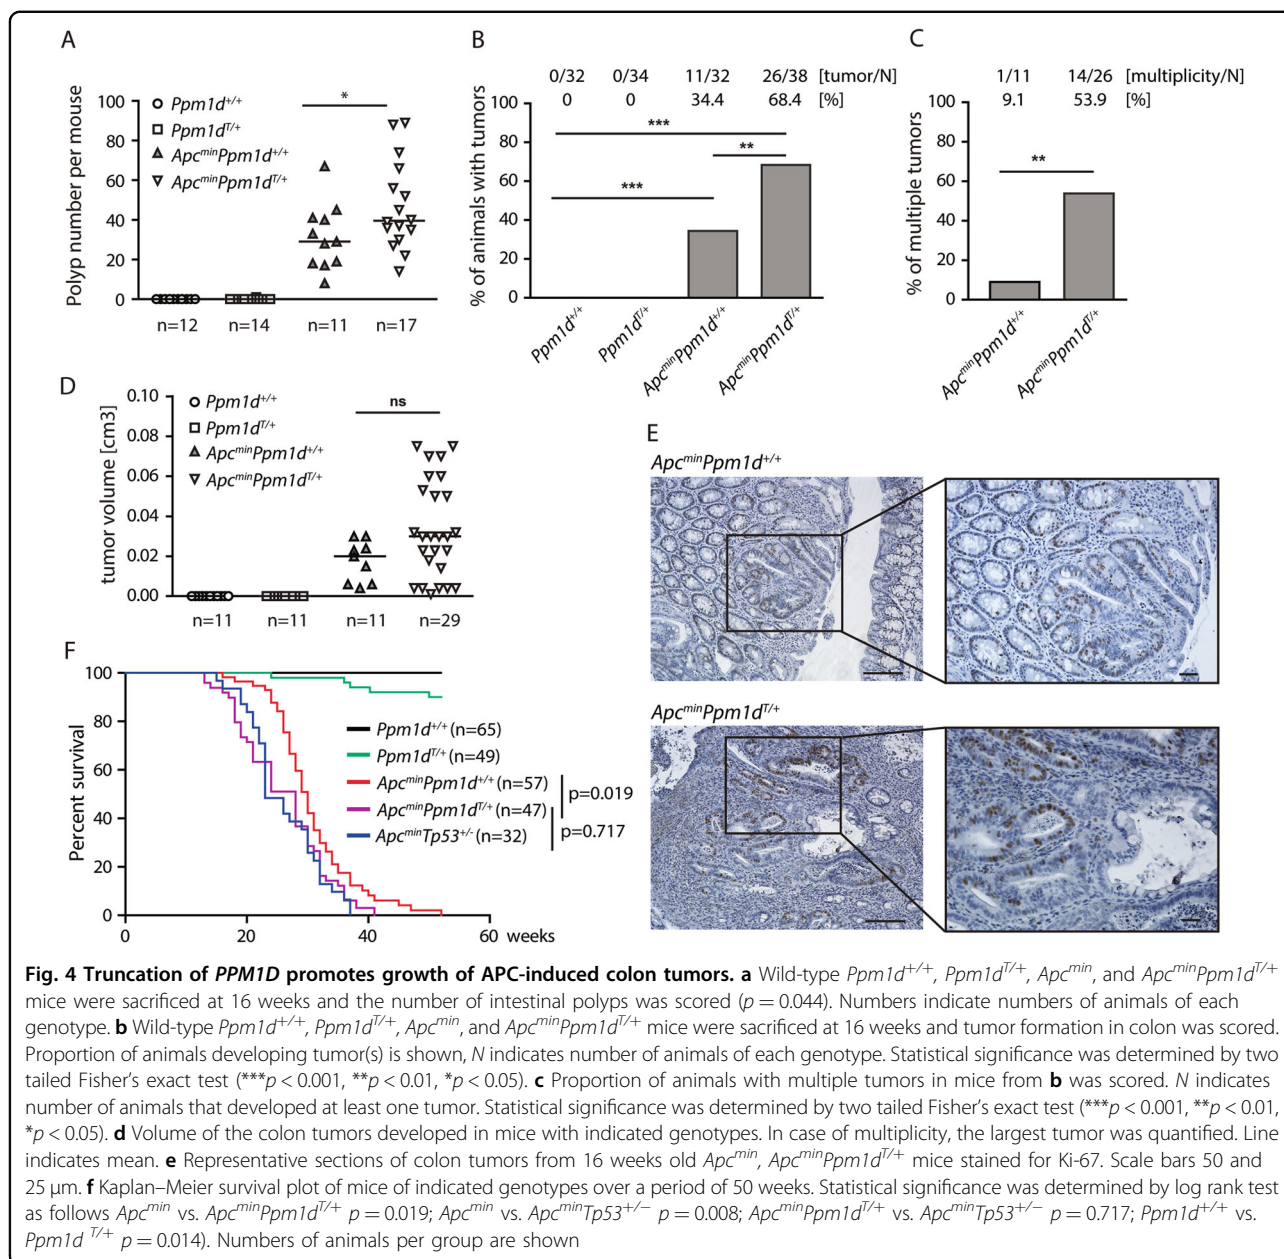 A
Polyp number per mouse
100
80
60
40
20
0
Ppm1d+/+
Ppm1dT/+
ApcminPpm1d+/+
ApcminPpm1dT/+
*
n=12 n=14 n=11 n=17
B
0/32 0/34 11/32 26/38 [tumor/N]
0 0 34.4 68.4 [%]
% of animals with tumors
100
80
60
40
20
0
***
**
***
Ppm1d+/+
Ppm1dT/+
ApcminPpm1d+/+
ApcminPpm1dT/+
C
1/11 14/26 [multiplicity/N]
9.1 53.9 [%]
% of multiple tumors
100
80
60
40
20
0
**
ApcminPpm1d+/+
ApcminPpm1dT/+
D
tumor volume [cm3]
0.10
0.08
0.06
0.04
0.02
0.00
Ppm1d+/+
Ppm1dT/+
ApcminPpm1d+/+
ApcminPpm1dT/+
ns
n=11 n=11 n=11 n=29
E
ApcminPpm1d+/+
ApcminPpm1dT/+
F
Percent survival
100
80
60
40
20
0
0 20 40 60 weeks
Ppm1d+/+ (n=65)
Ppm1dT/+ (n=49)
ApcminPpm1d+/+ (n=57)
ApcminPpm1dT/+ (n=47)
ApcminTp53+/- (n=32)
p=0.019
p=0.717
Fig. 4 Truncation of PPM1D promotes growth of APC-induced colon tumors. a Wild-type Ppm1d+/+, Ppm1dT/+, Apcmin, and ApcminPpm1dT/+
mice were sacrificed at 16 weeks and the number of intestinal polyps was scored (p = 0.044). Numbers indicate numbers of animals of each
genotype. b Wild-type Ppm1d+/+, Ppm1dT/+, Apcmin, and ApcminPpm1dT/+ mice were sacrificed at 16 weeks and tumor formation in colon was scored.
Proportion of animals developing tumor(s) is shown, N indicates number of animals of each genotype. Statistical significance was determined by two
tailed Fisher's exact test (***p < 0.001, **p < 0.01, *p < 0.05). c Proportion of animals with multiple tumors in mice from b was scored. N indicates
number of animals that developed at least one tumor. Statistical significance was determined by two tailed Fisher's exact test (***p < 0.001, **p < 0.01,
*p < 0.05). d Volume of the colon tumors developed in mice with indicated genotypes. In case of multiplicity, the largest tumor was quantified. Line
indicates mean. e Representative sections of colon tumors from 16 weeks old Apcmin, ApcminPpm1dT/+ mice stained for Ki-67. Scale bars 50 and
25 μm. f Kaplan–Meier survival plot of mice of indicated genotypes over a period of 50 weeks. Statistical significance was determined by log rank test
as follows Apcmin vs. ApcminPpm1dT/+ p = 0.019; Apcmin vs. ApcminTp53+/− p = 0.008; ApcminPpm1dT/+ vs. ApcminTp53+/− p = 0.717; Ppm1d+/+ vs.
Ppm1d T/+ p = 0.014). Numbers of animals per group are shown